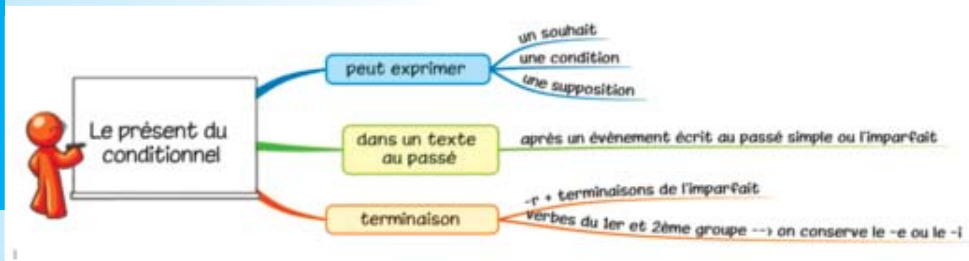 Le présent du
conditionnel
peut exprimer
un souhait
une condition
une supposition
dans un texte
au passé
après un évènement écrit au passé simple ou l'imparfait
terminaison
-r + terminaisons de l'imparfait
verbes du 1er et 2ème groupe --> on conserve le -e ou le -i